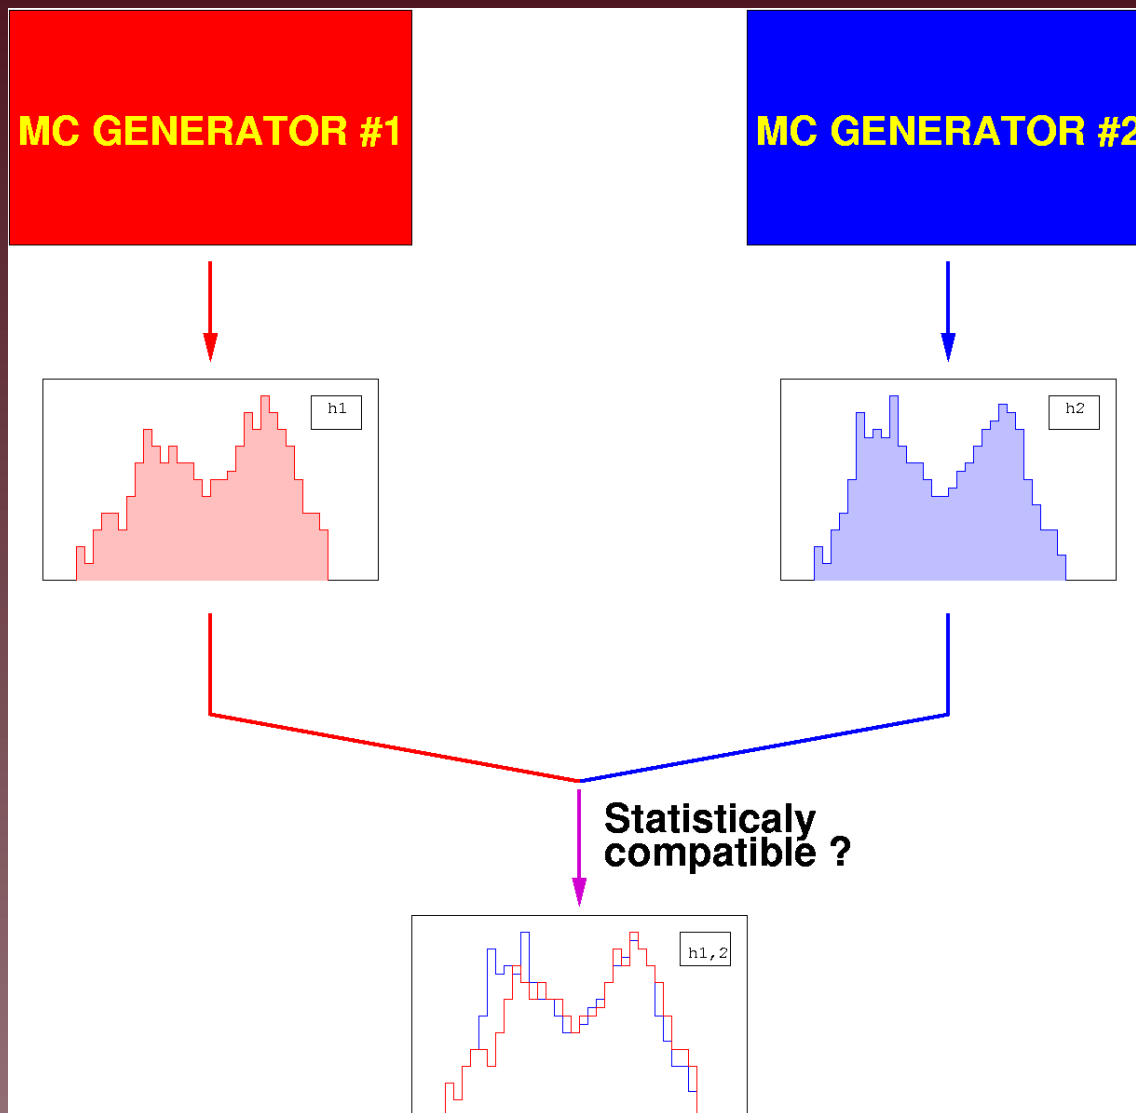 MC GENERATOR #1
MC GENERATOR #2
h1
h2
Statisticaly
compatible ?
h1,2